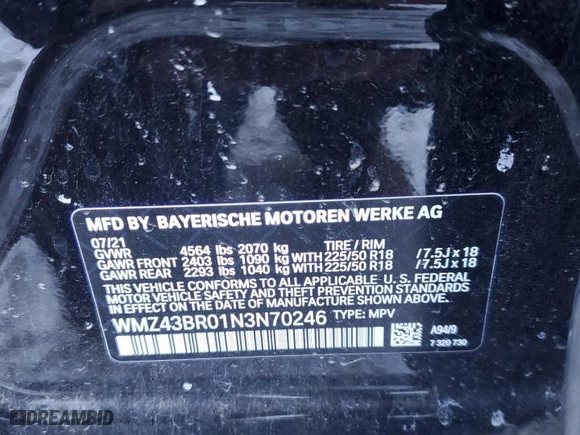 MFD BY BAYERISCHE MOTOREN WERKE AG
07/21
GVWR 4564 lbs 2070 kg TIRE / RIM
GAWR FRONT 2403 lbs 1090 kg WITH 225/50 R18 /7.5J x 18
GAWR REAR 2293 lbs 1040 kg WITH 225/50 R18 /7.5J x 18
THIS VEHICLE CONFORMS TO ALL APPLICABLE U.S. FEDERAL
MOTOR VEHICLE SAFETY AND THEFT PREVENTION STANDARDS
IN EFFECT ON THE DATE OF MANUFACTURE SHOWN ABOVE.
WMZ43BR01N3N70246 TYPE: MPV
A94/9
7 320 730
DREAMBID